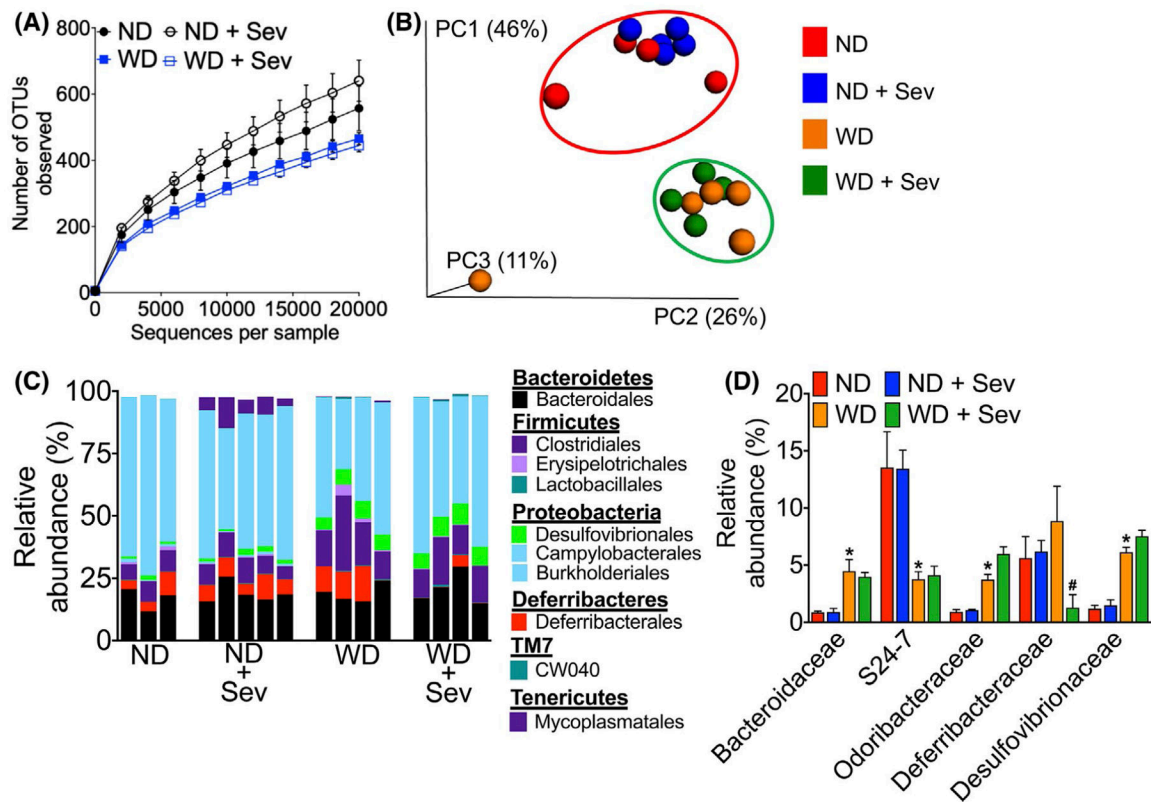 (A)
ND
ND + Sev
WD
WD + Sev
800
600
400
200
0
Number of OTUs
observed
0
5000
10000
15000
20000
Sequences per sample
(B)
PC1 (46%)
PC3 (11%)
PC2 (26%)
ND
ND + Sev
WD
WD + Sev
(C)
100
75
50
25
0
Relative
abundance (%)
ND
ND
+
Sev
WD
WD
+
Sev
Bacteroidetes
Bacteroidales
Firmicutes
Clostridiales
Erysipelotrichales
Lactobacillales
Proteobacteria
Desulfovibrionales
Campylobacterales
Burkholderiales
Deferribacteres
Deferribacterales
TM7
CW040
Tenericutes
Mycoplasmatales
(D)
ND
ND + Sev
WD
WD + Sev
20
15
10
5
0
Relative
abundance (%)
*
*
*
#
*
Bacteroidaceae
S24-7
Odoribacteraceae
Deferribacteraceae
Desulfovibrionaceae